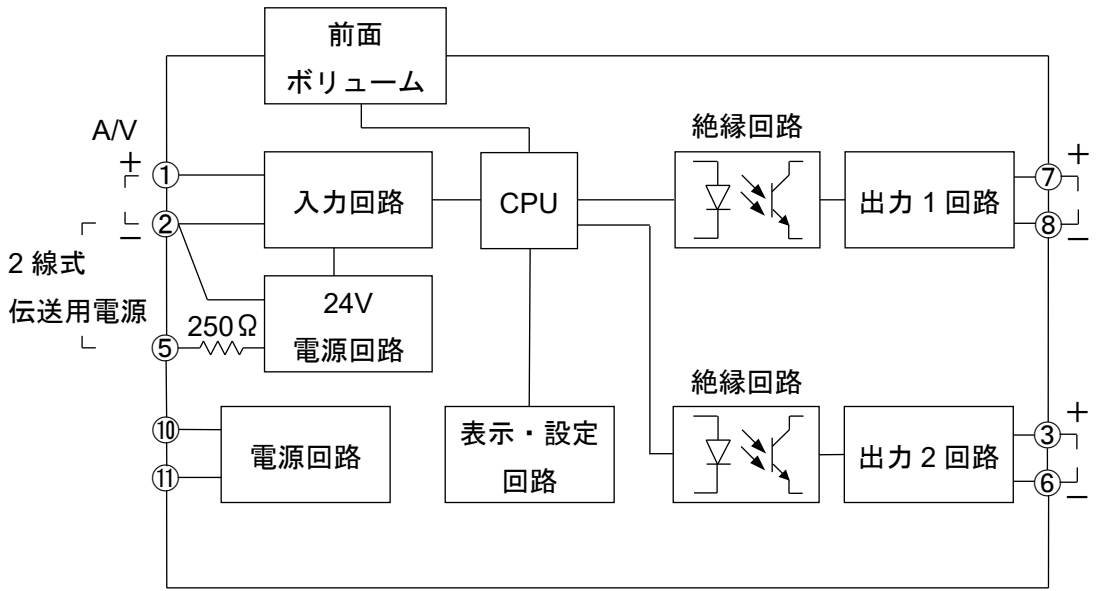 前面
ボリューム
A/V
絶縁回路
+
①
入力回路
CPU
出力 1 回路
⑦
+
②
−
⑧
−
2 線式
伝送用電源
24V
電源回路
250Ω
⑤
絶縁回路
⑩
電源回路
⑪
表示・設定
回路
出力 2 回路
③
+
⑥
−